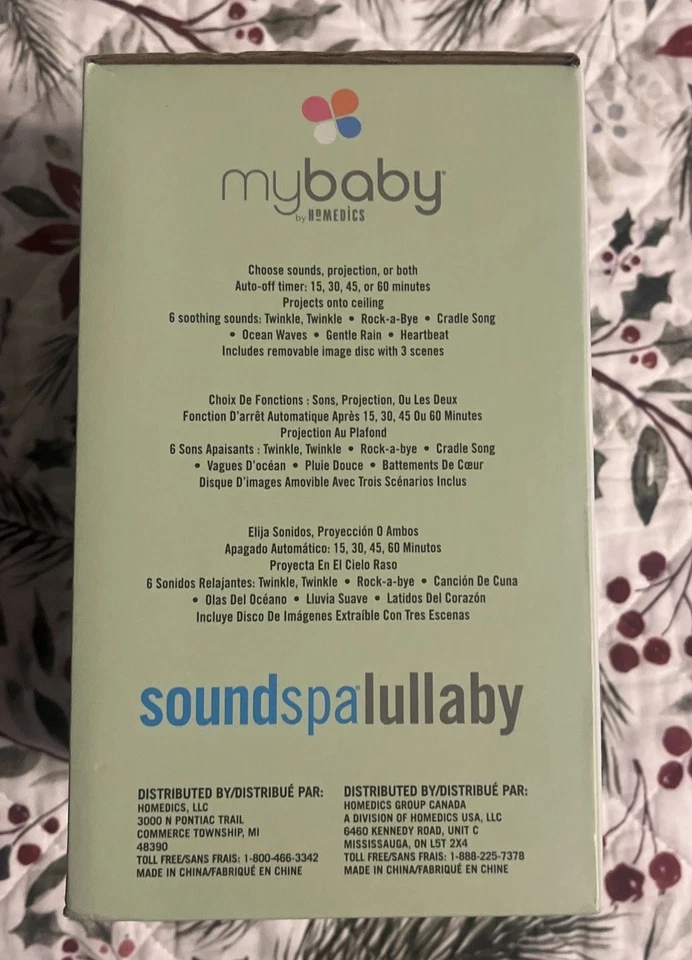 mybaby
by HoMEDICS
Choose sounds, projection, or both
Auto-off timer: 15, 30, 45, or 60 minutes
Projects onto ceiling
6 soothing sounds: Twinkle, Twinkle • Rock-a-Bye • Cradle Song
• Ocean Waves • Gentle Rain • Heartbeat
Includes removable image disc with 3 scenes
Choix De Fonctions : Sons, Projection, Ou Les Deux
Fonction D'arrêt Automatique Après 15, 30, 45 Ou 60 Minutes
Projection Au Plafond
6 Sons Apaisants : Twinkle, Twinkle • Rock-a-bye • Cradle Song
• Vagues D'océan • Pluie Douce • Battements De Cœur
Disque D'images Amovible Avec Trois Scénarios Inclus
Elija Sonidos, Proyección O Ambos
Apagado Automático: 15, 30, 45, 60 Minutos
Proyecta En El Cielo Raso
6 Sonidos Relajantes: Twinkle, Twinkle • Rock-a-bye • Canción De Cuna
• Olas Del Océano • Lluvia Suave • Latidos Del Corazón
Incluye Disco De Imágenes Extraíble Con Tres Escenas
soundspa lullaby
DISTRIBUTED BY/DISTRIBUÉ PAR:
HOMEDICS, LLC
3000 N PONTIAC TRAIL
COMMERCE TOWNSHIP, MI
48390
TOLL FREE/SANS FRAIS: 1-800-466-3342
MADE IN CHINA/FABRIQUÉ EN CHINE
DISTRIBUTED BY/DISTRIBUÉ PAR:
HOMEDICS GROUP CANADA
A DIVISION OF HOMEDICS USA, LLC
6460 KENNEDY ROAD, UNIT C
MISSISSAUGA, ON L5T 2X4
TOLL FREE/SANS FRAIS: 1-888-225-7378
MADE IN CHINA/FABRIQUÉ EN CHINE